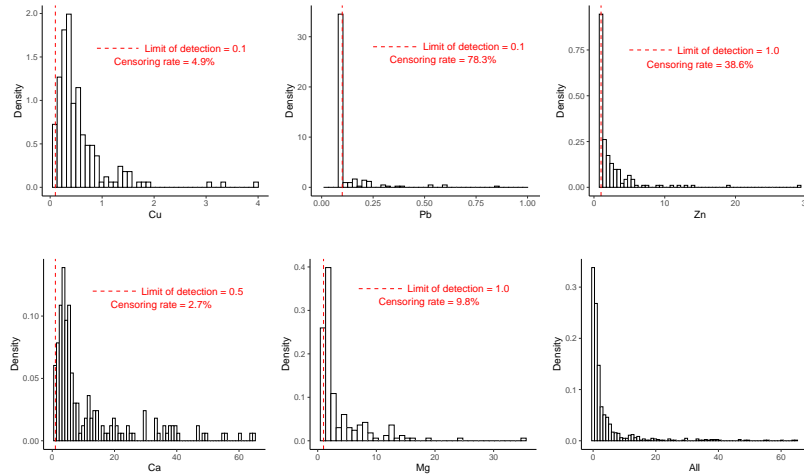 2.0
1.5
1.0
0.5
0.0
Density
Limit of detection = 0.1
Censoring rate = 4.9%
0 1 2 3 4
Cu
30
20
10
0
Density
Limit of detection = 0.1
Censoring rate = 78.3%
0.00 0.25 0.50 0.75 1.00
Pb
0.75
0.50
0.25
0.00
Density
Limit of detection = 1.0
Censoring rate = 38.6%
0 10 20 30
Zn
0.10
0.05
0.00
Density
Limit of detection = 0.5
Censoring rate = 2.7%
0 20 40 60
Ca
0.4
0.3
0.2
0.1
0.0
Density
Limit of detection = 1.0
Censoring rate = 9.8%
0 10 20 30
Mg
0.3
0.2
0.1
0.0
Density
0 20 40 60
All